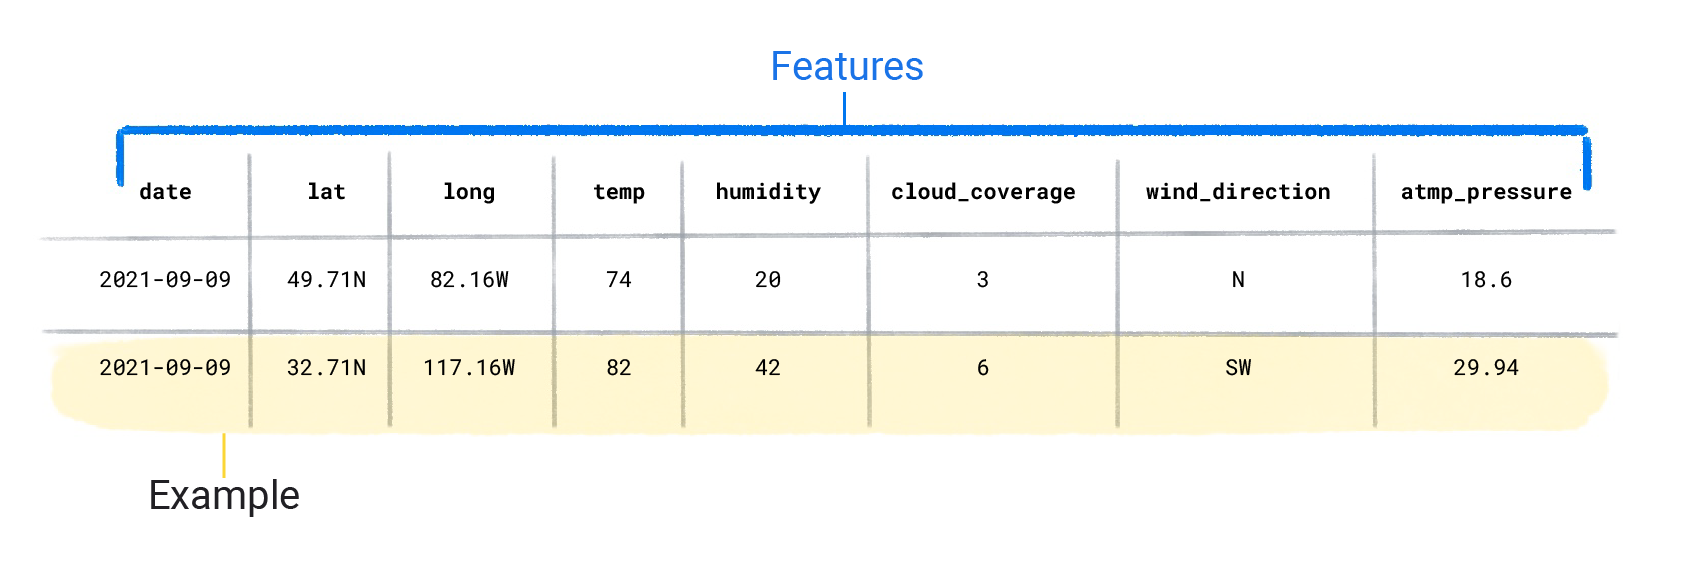 Features
date lat long temp humidity cloud_coverage wind_direction atmp_pressure
2021-09-09 49.71N 82.16W 74 20 3 N 18.6
2021-09-09 32.71N 117.16W 82 42 6 SW 29.94
Example